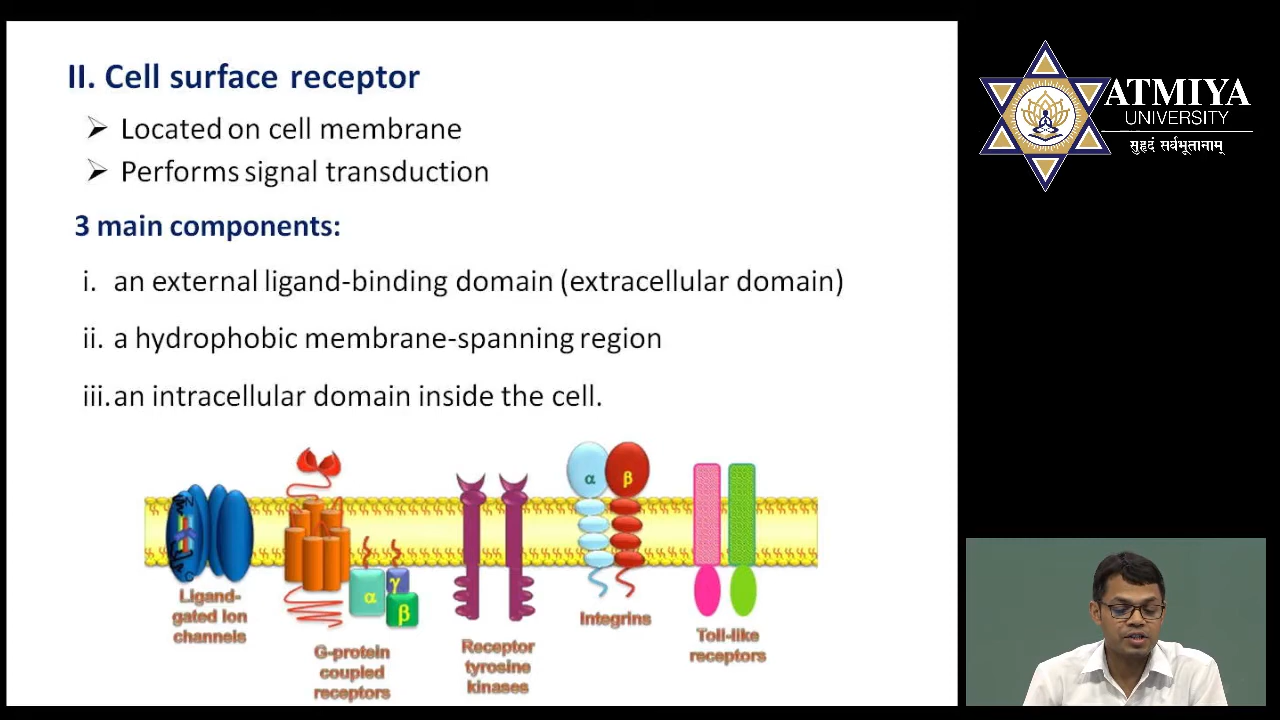 II. Cell surface receptor
➢ Located on cell membrane
➢ Performs signal transduction
3 main components:
i. an external ligand-binding domain (extracellular domain)
ii. a hydrophobic membrane-spanning region
iii. an intracellular domain inside the cell.
α β
α γ
β
Ligand-
gated Ion
channels
G-protein
coupled
receptors
Receptor
tyrosine
kinases
Integrins
Toll-like
receptors
ATMIYA
UNIVERSITY
सुहृदं सर्वभूतानाम्